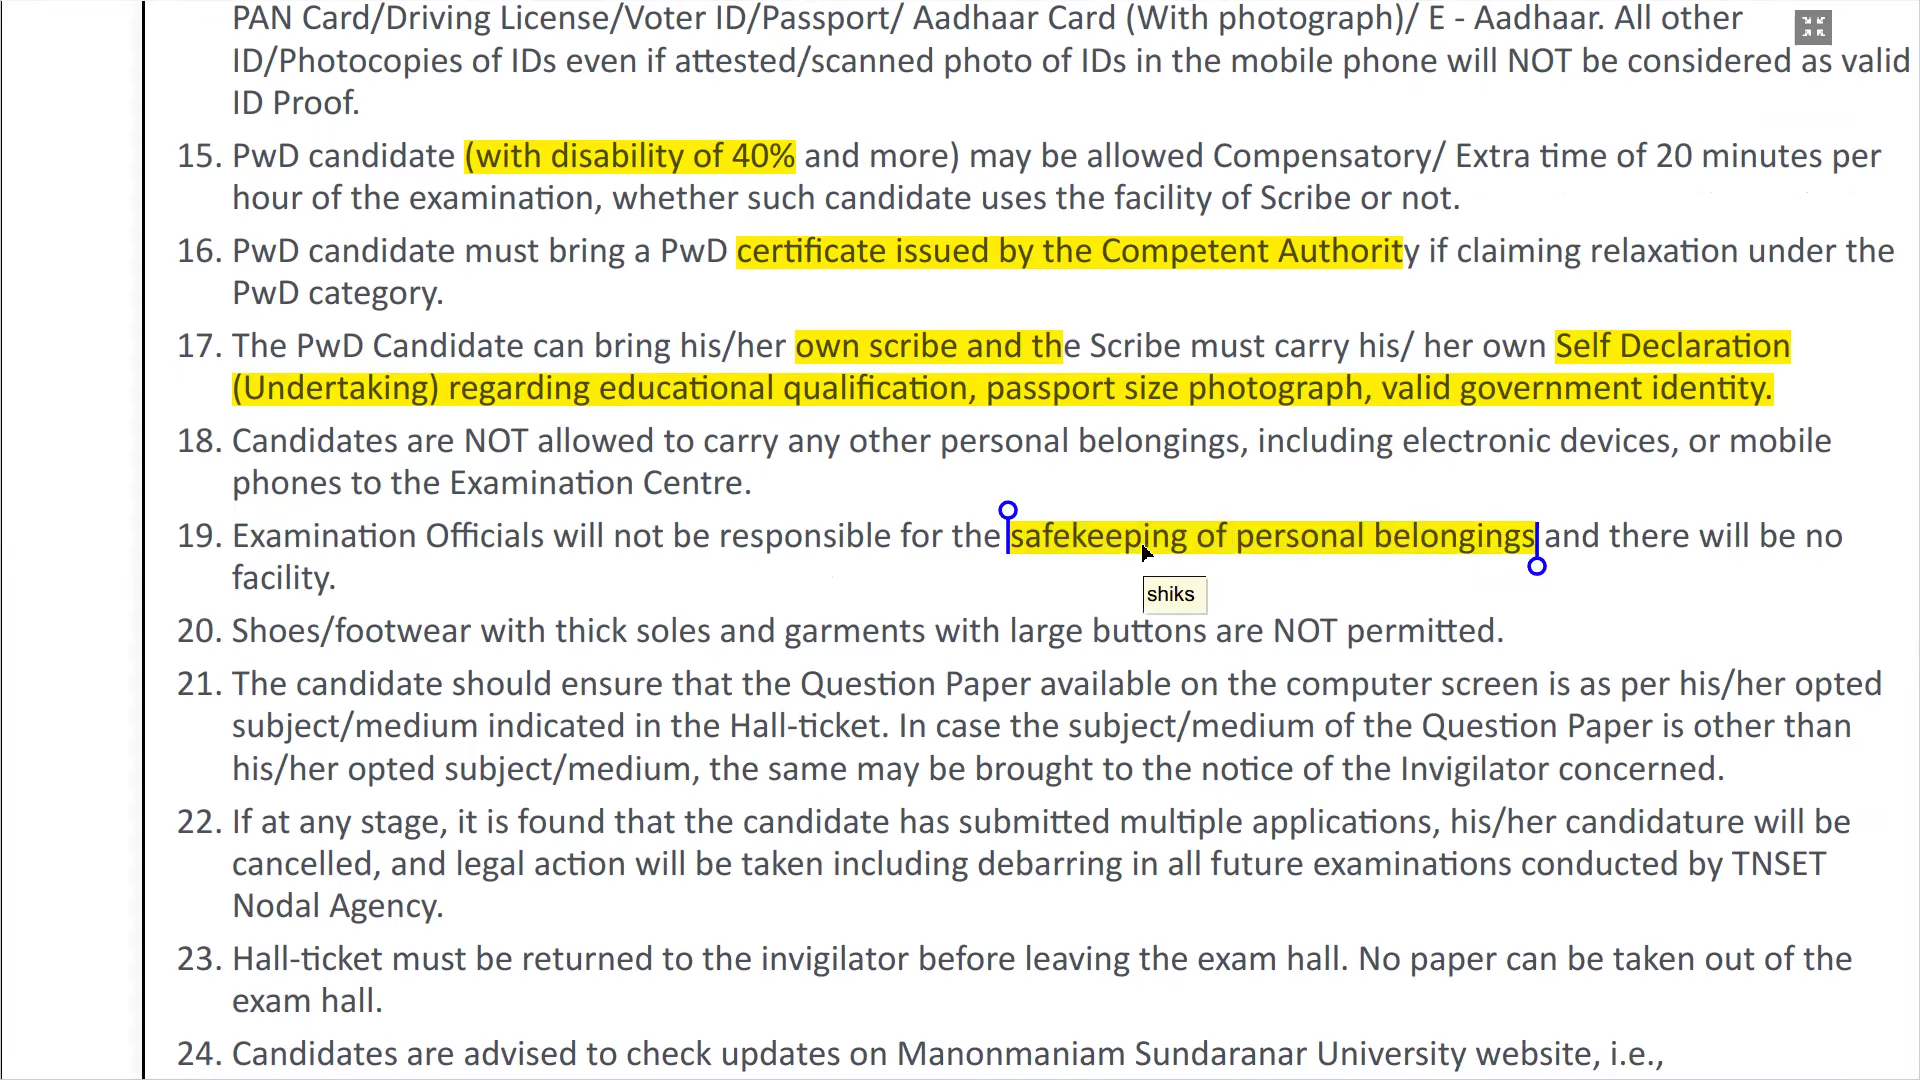 PAN Card/Driving License/Voter ID/Passport/ Aadhaar Card (With photograph)/ E - Aadhaar. All other
ID/Photocopies of IDs even if attested/scanned photo of IDs in the mobile phone will NOT be considered as valid
ID Proof.
15. PwD candidate (with disability of 40% and more) may be allowed Compensatory/ Extra time of 20 minutes per
hour of the examination, whether such candidate uses the facility of Scribe or not.
16. PwD candidate must bring a PwD certificate issued by the Competent Authority if claiming relaxation under the
PwD category.
17. The PwD Candidate can bring his/her own scribe and the Scribe must carry his/ her own Self Declaration
(Undertaking) regarding educational qualification, passport size photograph, valid government identity.
18. Candidates are NOT allowed to carry any other personal belongings, including electronic devices, or mobile
phones to the Examination Centre.
19. Examination Officials will not be responsible for the safekeeping of personal belongings and there will be no
facility.
shiks
20. Shoes/footwear with thick soles and garments with large buttons are NOT permitted.
21. The candidate should ensure that the Question Paper available on the computer screen is as per his/her opted
subject/medium indicated in the Hall-ticket. In case the subject/medium of the Question Paper is other than
his/her opted subject/medium, the same may be brought to the notice of the Invigilator concerned.
22. If at any stage, it is found that the candidate has submitted multiple applications, his/her candidature will be
cancelled, and legal action will be taken including debarring in all future examinations conducted by TNSET
Nodal Agency.
23. Hall-ticket must be returned to the invigilator before leaving the exam hall. No paper can be taken out of the
exam hall.
24. Candidates are advised to check updates on Manonmaniam Sundaranar University website, i.e.,